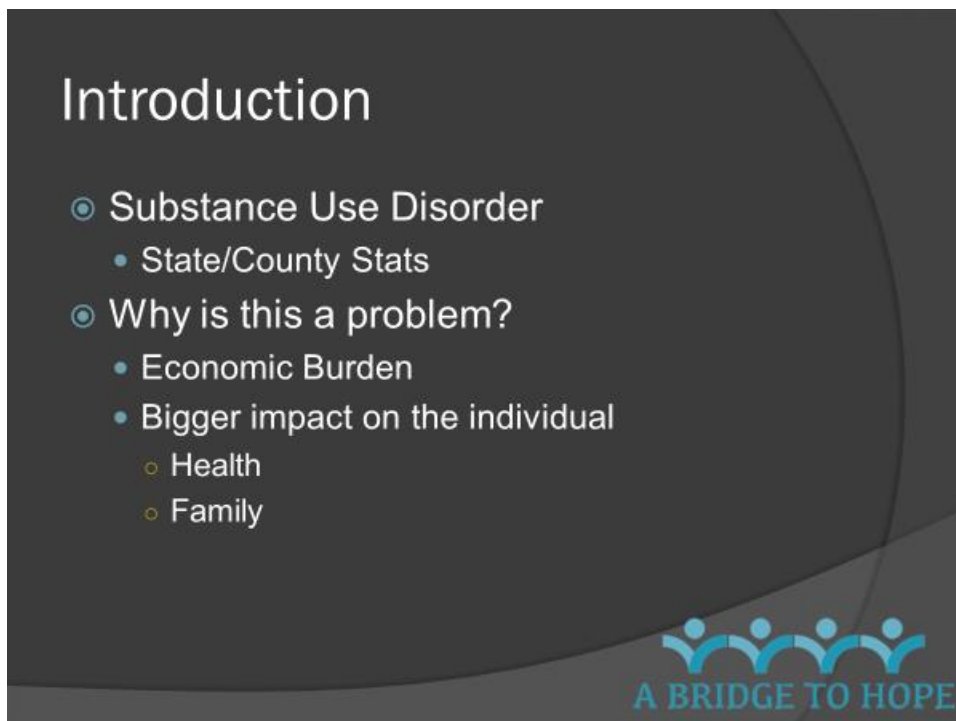 Introduction
Substance Use Disorder
State/County Stats
Why is this a problem?
Economic Burden
Bigger impact on the individual
Health
Family
A BRIDGE TO HOPE